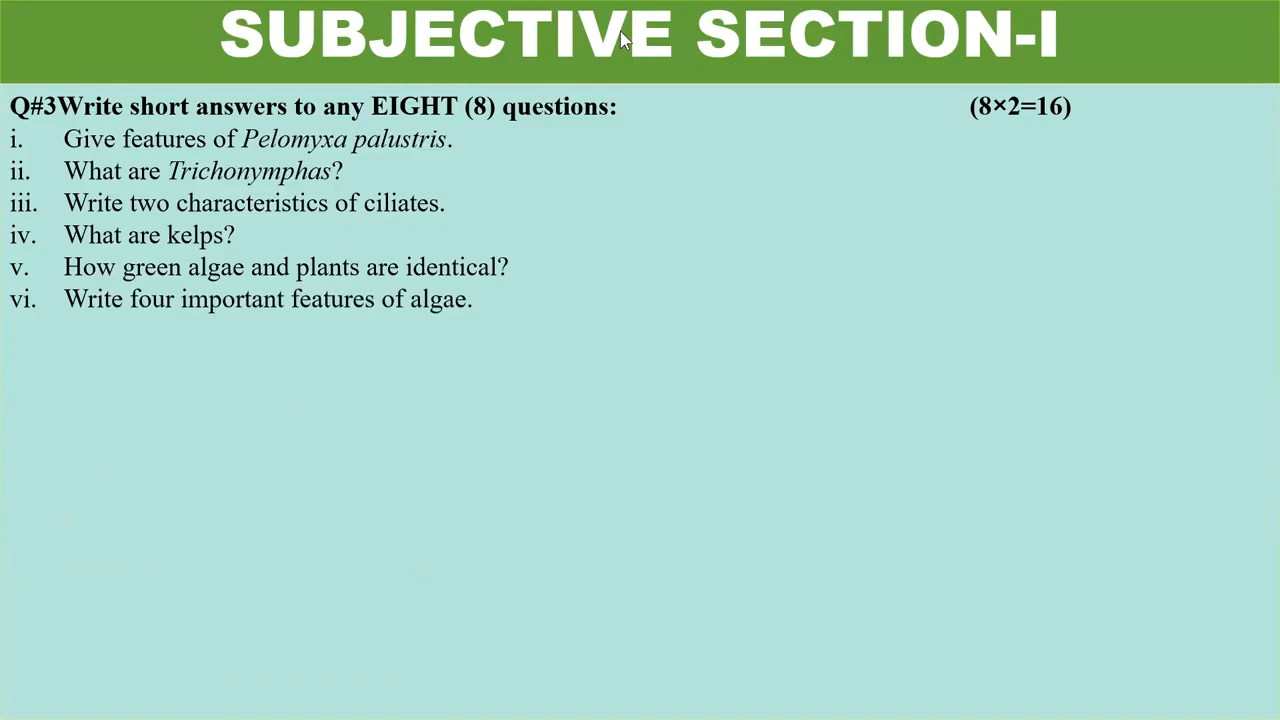 SUBJECTIVE SECTION-I
Q#3Write short answers to any EIGHT (8) questions: (8×2=16)
i. Give features of Pelomyxa palustris.
ii. What are Trichonymphas?
iii. Write two characteristics of ciliates.
iv. What are kelps?
v. How green algae and plants are identical?
vi. Write four important features of algae.